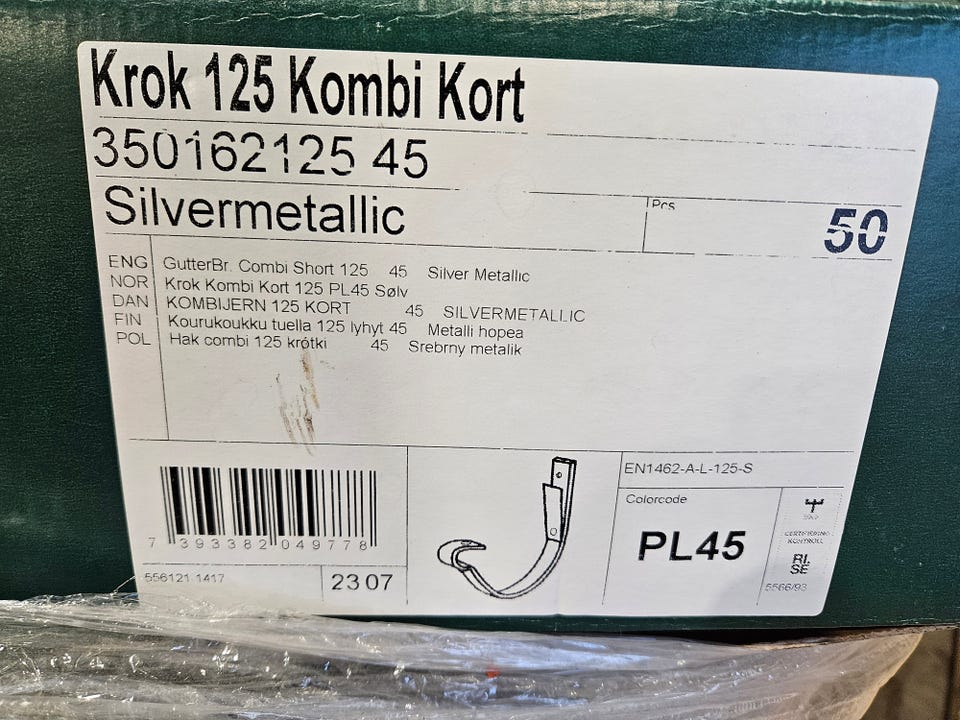 Krok 125 Kombi Kort
350162125 45
Silvermetallic
Pcs
50
ENG GutterBr. Combi Short 125 45 Silver Metallic
NOR Krok Kombi Kort 125 PL45 Sølv
DAN KOMBIJERN 125 KORT 45 SILVERMETALLIC
FIN Kourukoukku tuella 125 lyhyt 45 Metalli hopea
POL Hak combi 125 krótki 45 Srebrny metalik
EN1462-A-L-125-S
Colorcode
PL45
CERTIFIERING
KONTROLL
RI.
SE
5566/93
7 393382 049778
556121 1417
23 07